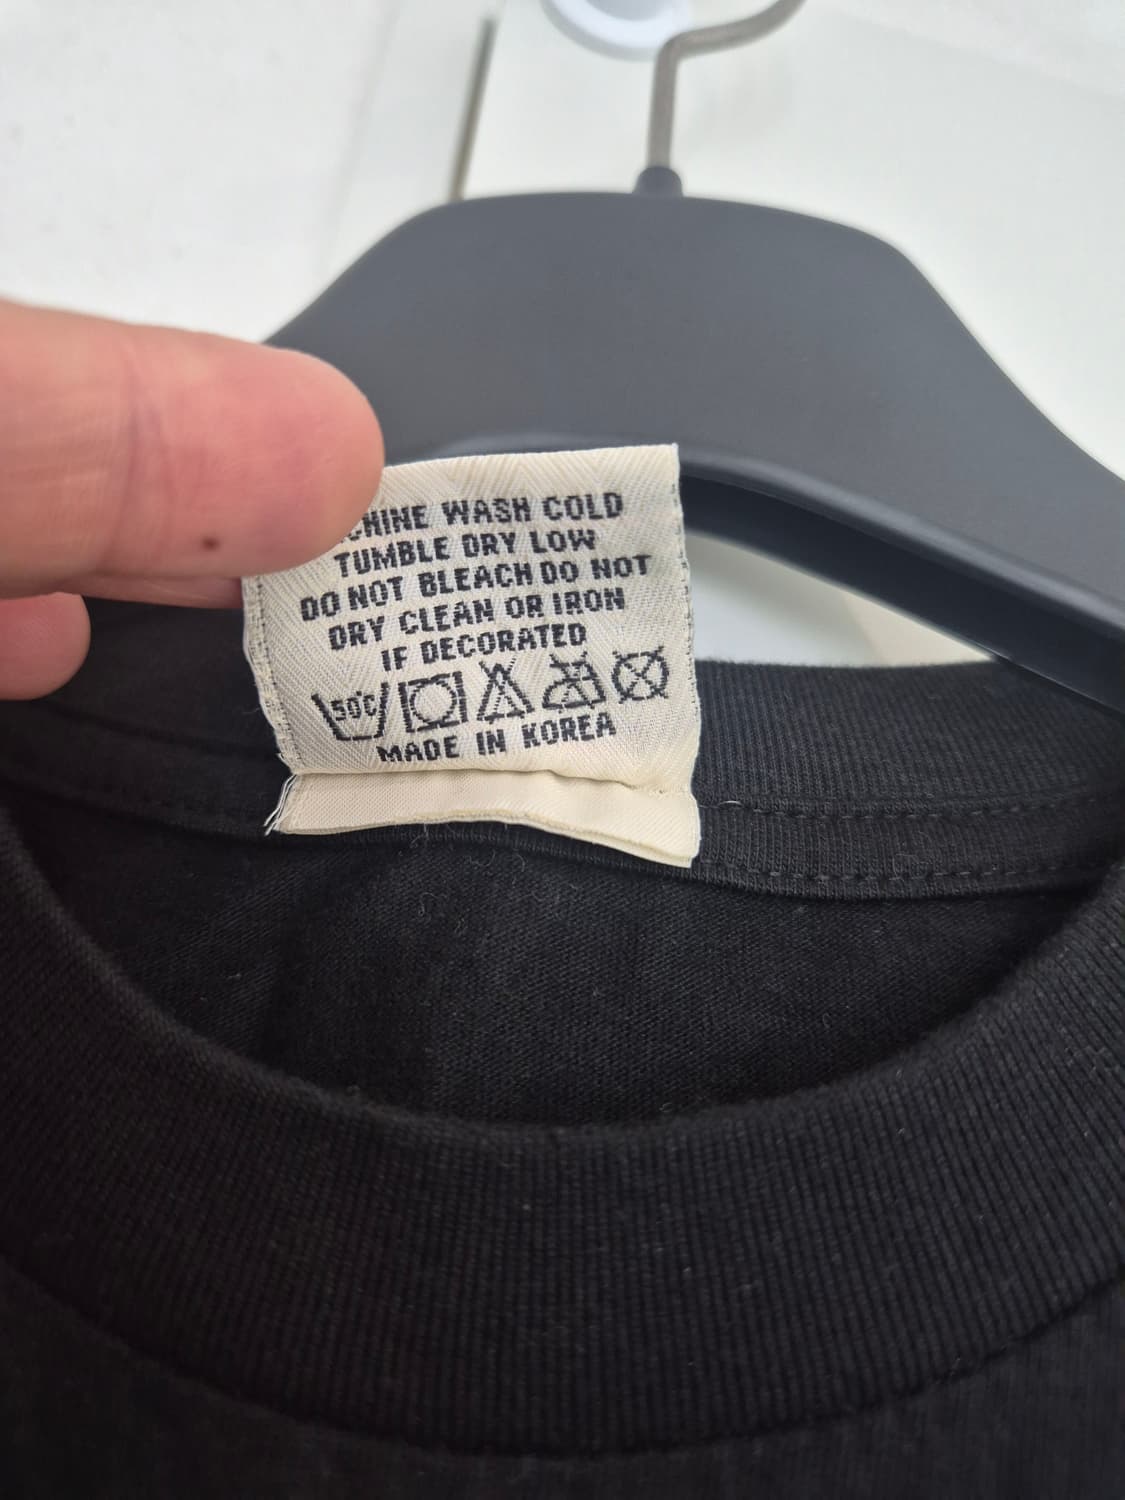 CHINE WASH COLD
TUMBLE DRY LOW
DO NOT BLEACH DO NOT
DRY CLEAN OR IRON
IF DECORATED
50°C
MADE IN KOREA